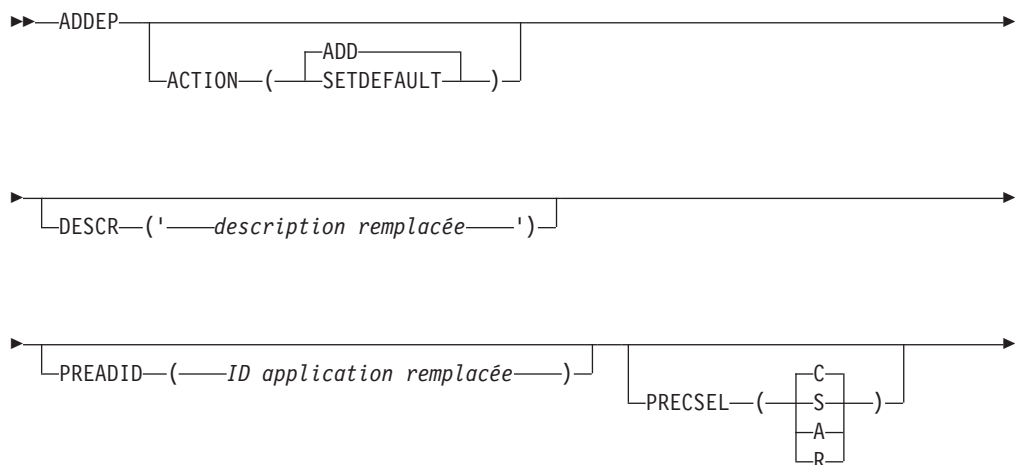 ADDEP
ADD
ACTION ( SETDEFAULT )
DESCR (' description remplacée ')
PREADID ( ID application remplacée )
C
PRECSEL ( S )
A
R